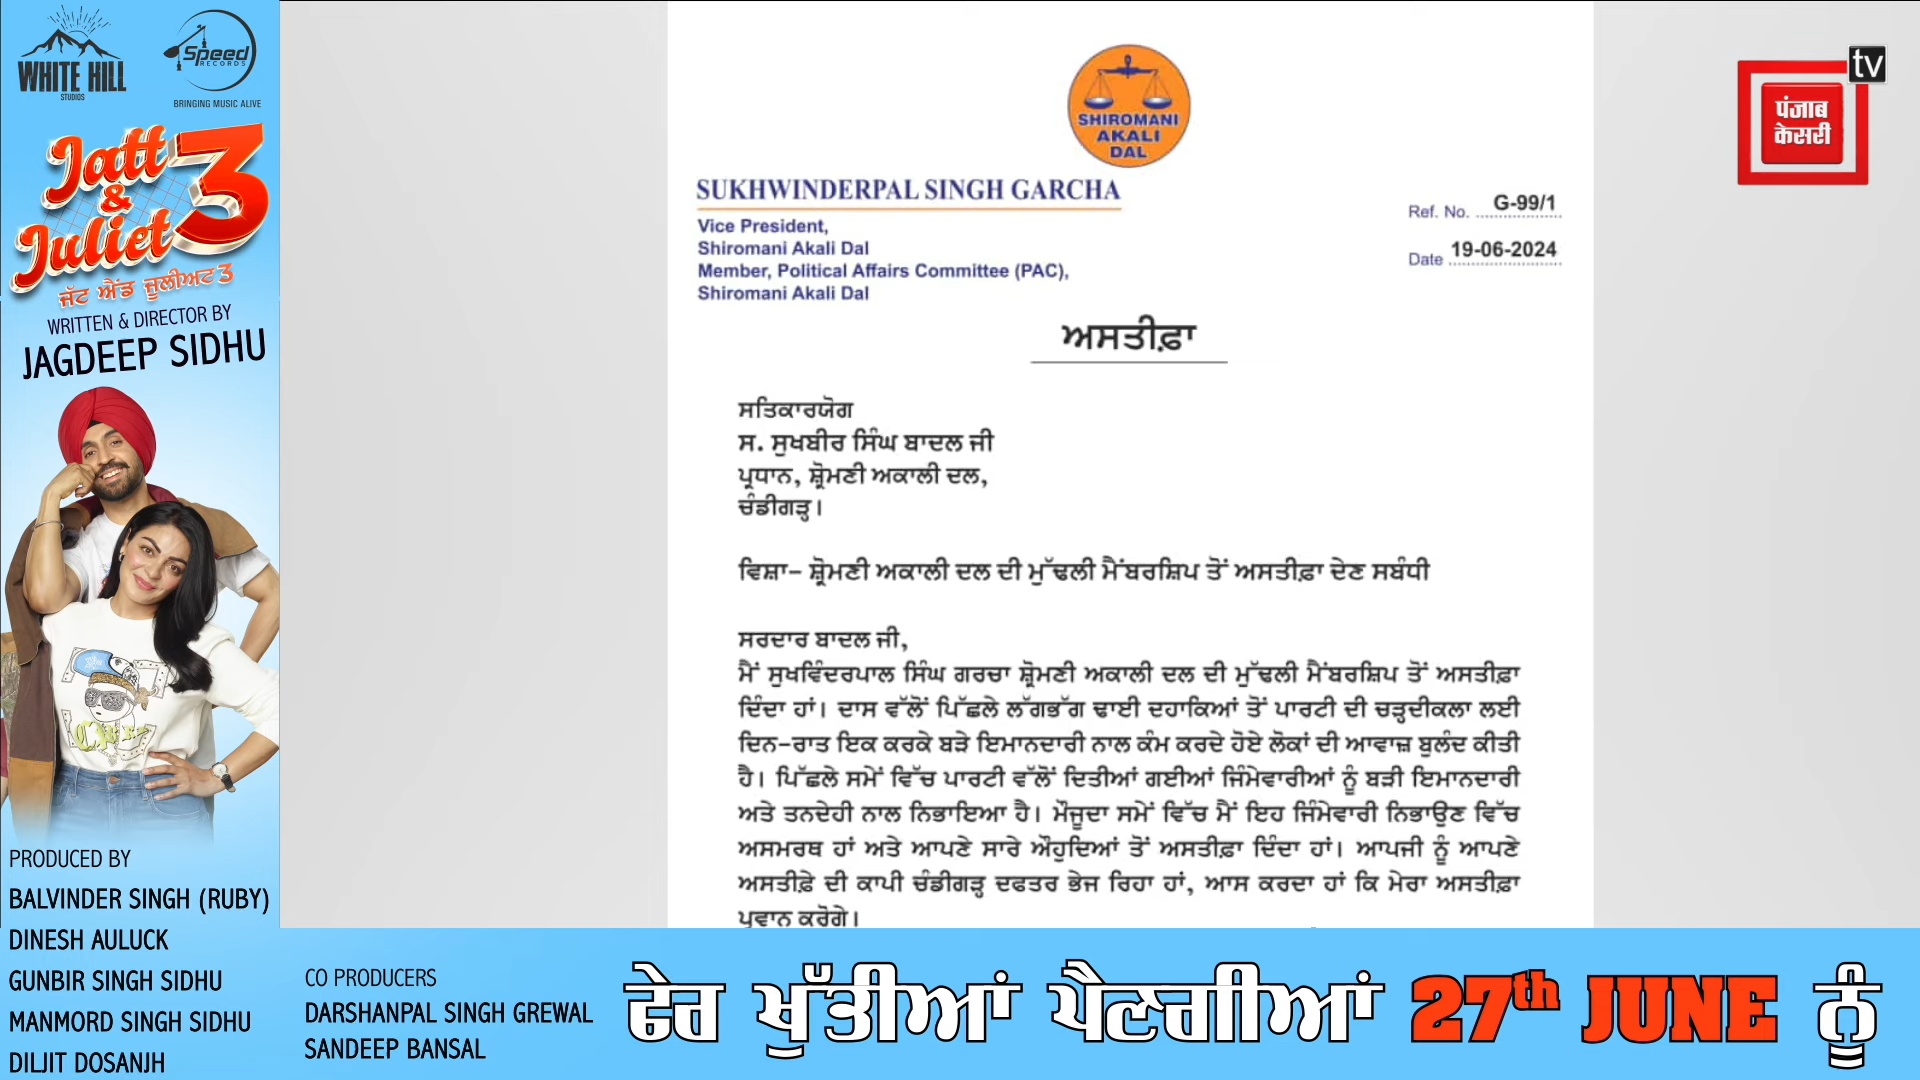 WHITE HILL
STUDIOS
Speed
RECORDS
BRINGING MUSIC ALIVE
Jatt
&
Juliet 3
ਜੱਟ ਐਂਡ ਜੂਲੀਅਟ 3
WRITTEN & DIRECTOR BY
JAGDEEP SIDHU
PRODUCED BY
BALVINDER SINGH (RUBY)
DINESH AULUCK
GUNBIR SINGH SIDHU
MANMORD SINGH SIDHU
DILJIT DOSANJH
SHIROMANI
AKALI
DAL
SUKHWINDERPAL SINGH GARCHA
Vice President,
Shiromani Akali Dal
Member, Political Affairs Committee (PAC),
Shiromani Akali Dal
Ref. No. G-99/1
Date 19-06-2024
ਅਸਤੀਫ਼ਾ
ਸਤਿਕਾਰਯੋਗ
ਸ. ਸੁਖਬੀਰ ਸਿੰਘ ਬਾਦਲ ਜੀ
ਪ੍ਰਧਾਨ, ਸ਼੍ਰੋਮਣੀ ਅਕਾਲੀ ਦਲ,
ਚੰਡੀਗੜ੍ਹ।
ਵਿਸ਼ਾ– ਸ਼੍ਰੋਮਣੀ ਅਕਾਲੀ ਦਲ ਦੀ ਮੁੱਢਲੀ ਮੈਂਬਰਸ਼ਿਪ ਤੋਂ ਅਸਤੀਫ਼ਾ ਦੇਣ ਸਬੰਧੀ
ਸਰਦਾਰ ਬਾਦਲ ਜੀ,
ਮੈਂ ਸੁਖਵਿੰਦਰਪਾਲ ਸਿੰਘ ਗਰਚਾ ਸ਼੍ਰੋਮਣੀ ਅਕਾਲੀ ਦਲ ਦੀ ਮੁੱਢਲੀ ਮੈਂਬਰਸ਼ਿਪ ਤੋਂ ਅਸਤੀਫ਼ਾ
ਦਿੰਦਾ ਹਾਂ। ਦਾਸ ਵੱਲੋਂ ਪਿੱਛਲੇ ਲੱਗਭੱਗ ਢਾਈ ਦਹਾਕਿਆਂ ਤੋਂ ਪਾਰਟੀ ਦੀ ਚੜ੍ਹਦੀਕਲਾ ਲਈ
ਦਿਨ–ਰਾਤ ਇਕ ਕਰਕੇ ਬੜੇ ਇਮਾਨਦਾਰੀ ਨਾਲ ਕੰਮ ਕਰਦੇ ਹੋਏ ਲੋਕਾਂ ਦੀ ਆਵਾਜ਼ ਬੁਲੰਦ ਕੀਤੀ
ਹੈ। ਪਿੱਛਲੇ ਸਮੇਂ ਵਿੱਚ ਪਾਰਟੀ ਵੱਲੋਂ ਦਿਤੀਆਂ ਗਈਆਂ ਜਿੰਮੇਵਾਰੀਆਂ ਨੂੰ ਬੜੀ ਇਮਾਨਦਾਰੀ
ਅਤੇ ਤਨਦੇਹੀ ਨਾਲ ਨਿਭਾਇਆ ਹੈ। ਮੌਜੂਦਾ ਸਮੇਂ ਵਿੱਚ ਮੈਂ ਇਹ ਜਿੰਮੇਵਾਰੀ ਨਿਭਾਉਣ ਵਿੱਚ
ਅਸਮਰਥ ਹਾਂ ਅਤੇ ਆਪਣੇ ਸਾਰੇ ਔਹੁਦਿਆਂ ਤੋਂ ਅਸਤੀਫ਼ਾ ਦਿੰਦਾ ਹਾਂ। ਆਪਜੀ ਨੂੰ ਆਪਣੇ
ਅਸਤੀਫ਼ੇ ਦੀ ਕਾਪੀ ਚੰਡੀਗੜ੍ਹ ਦਫਤਰ ਭੇਜ ਰਿਹਾ ਹਾਂ, ਆਸ ਕਰਦਾ ਹਾਂ ਕਿ ਮੇਰਾ ਅਸਤੀਫ਼ਾ
ਪ੍ਰਵਾਨ ਕਰੋਗੇ।
tv
पंजाब
केसरी
CO PRODUCERS
DARSHANPAL SINGH GREWAL
SANDEEP BANSAL
ਫੇਰ ਖੁੱਤੀਆਂ ਪੈਣਗੀਆਂ 27th JUNE ਨੂੰ